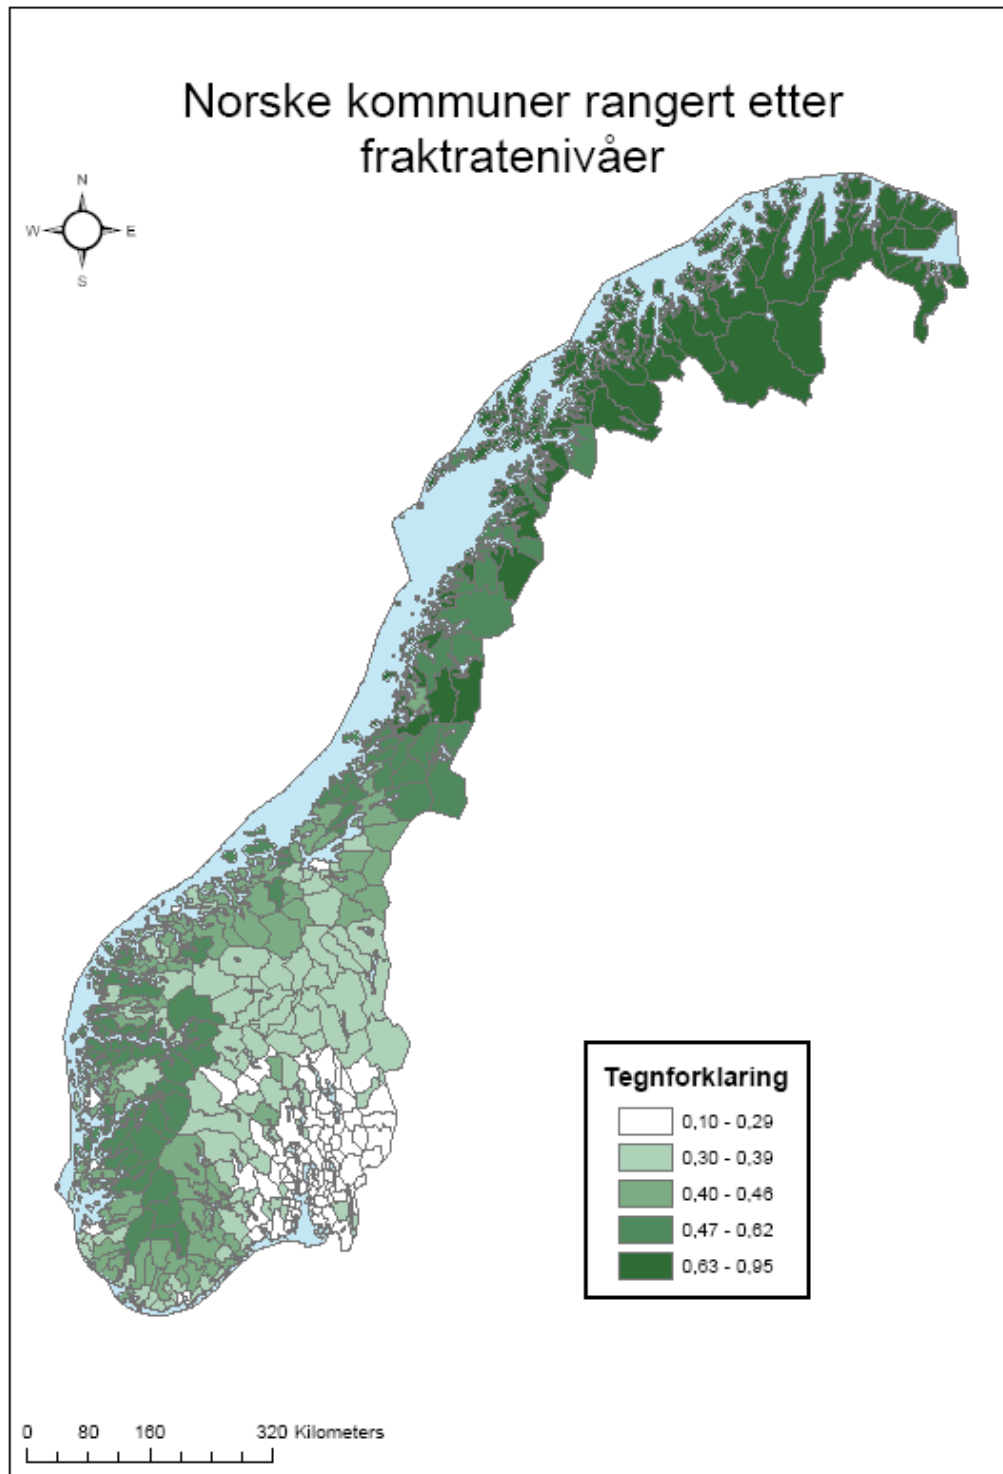 Norske kommuner rangert etter
fraktratenivåer
N
W E
S
Tegnforklaring
0,10 - 0,29
0,30 - 0,39
0,40 - 0,46
0,47 - 0,62
0,63 - 0,95
0 80 160 320 Kilometers